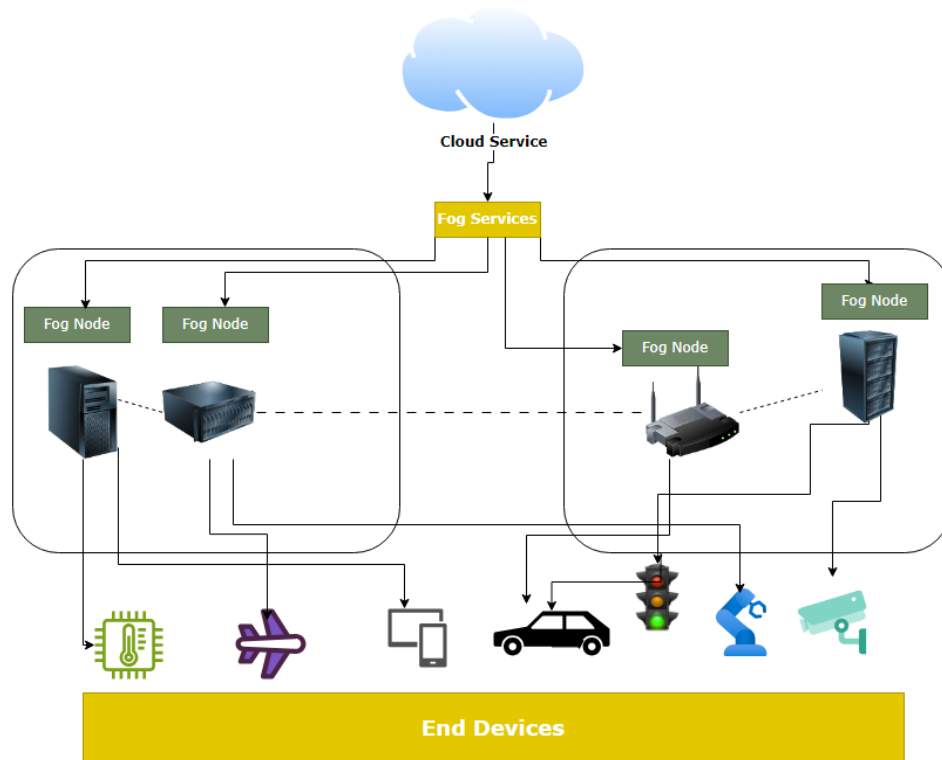 Cloud Service
Fog Services
Fog Node
Fog Node
Fog Node
Fog Node
End Devices